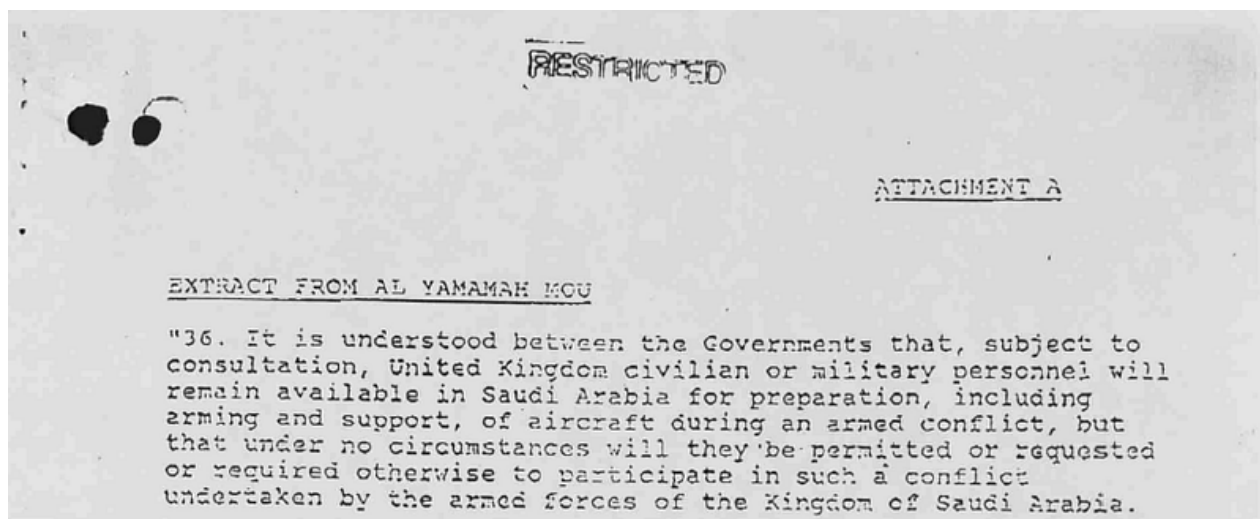 RESTRICTED
ATTACHMENT A
EXTRACT FROM AL YAMAMAH MOU
"36. It is understood between the Governments that, subject to
consultation, United Kingdom civilian or military personnel will
remain available in Saudi Arabia for preparation, including
arming and support, of aircraft during an armed conflict, but
that under no circumstances will they be permitted or requested
or required otherwise to participate in such a conflict
undertaken by the armed forces of the Kingdom of Saudi Arabia.